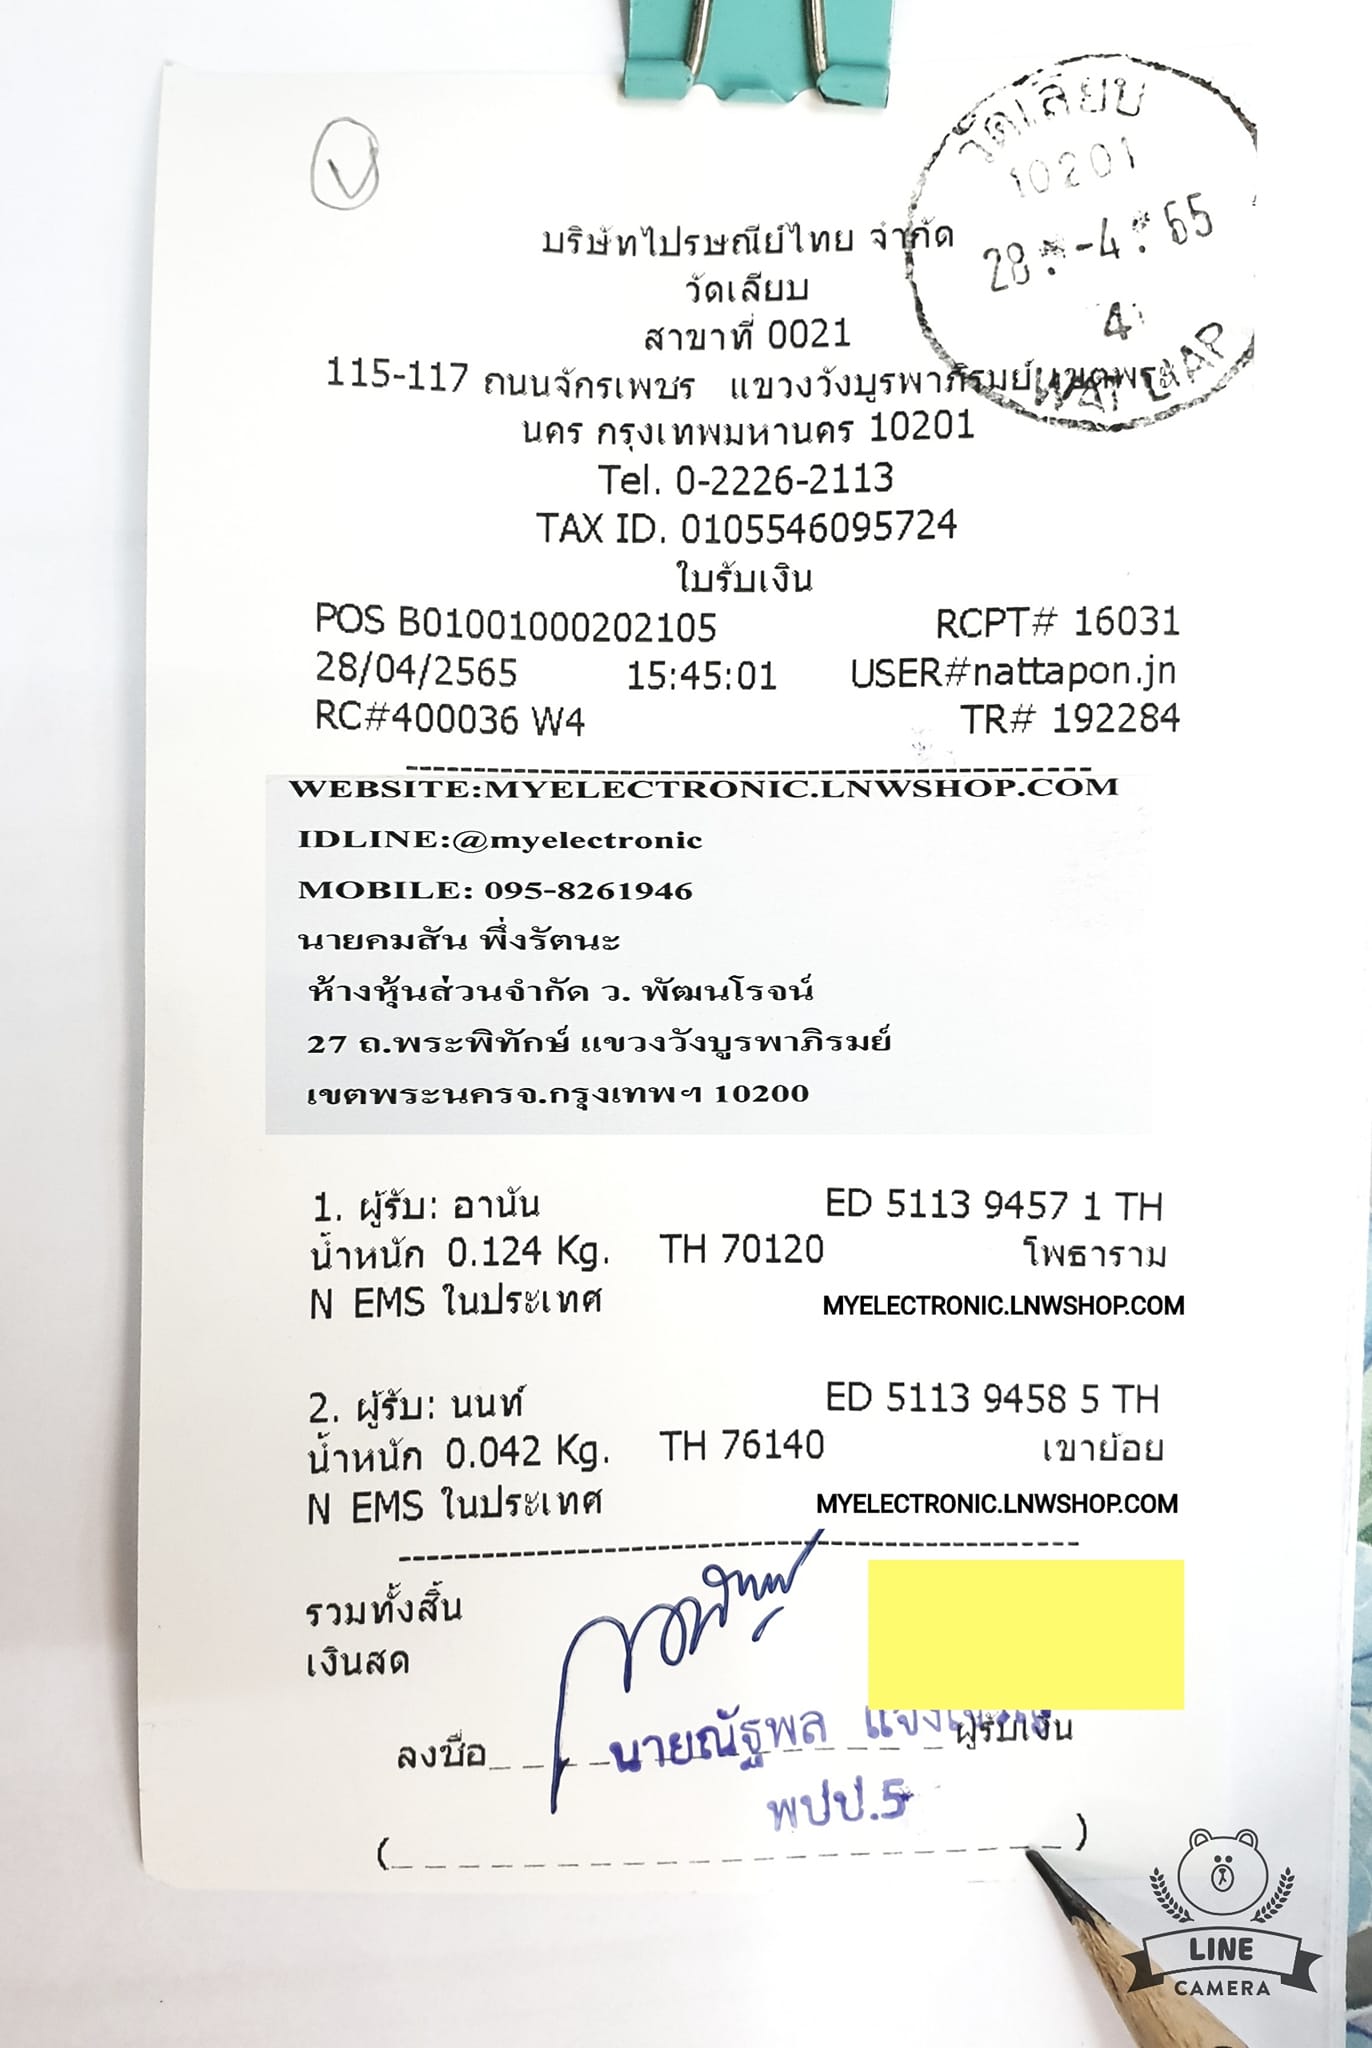 วัดเลียบ
10201
28 -4 65
4
WAT LIAP
บริษัทไปรษณีย์ไทย จำกัด
วัดเลียบ
สาขาที่ 0021
115-117 ถนนจักรเพชร แขวงวังบูรพาภิรมย์ เขตพระ
นคร กรุงเทพมหานคร 10201
Tel. 0-2226-2113
TAX ID. 0105546095724
ใบรับเงิน
POS B01001000202105 RCPT# 16031
28/04/2565 15:45:01 USER#nattapon.jn
RC#400036 W4 TR# 192284
WEBSITE:MYELECTRONIC.LNWSHOP.COM
IDLINE:@myelectronic
MOBILE: 095-8261946
นายคมสัน พึ่งรัตนะ
ห้างหุ้นส่วนจำกัด ว. พัฒนโรจน์
27 ถ.พระพิทักษ์ แขวงวังบูรพาภิรมย์
เขตพระนครจ.กรุงเทพฯ 10200
1. ผู้รับ: อานัน ED 5113 9457 1 TH
น้ำหนัก 0.124 Kg. TH 70120 โพธาราม
N EMS ในประเทศ MYELECTRONIC.LNWSHOP.COM
2. ผู้รับ: นนท์ ED 5113 9458 5 TH
น้ำหนัก 0.042 Kg. TH 76140 เขาย้อย
N EMS ในประเทศ MYELECTRONIC.LNWSHOP.COM
รวมทั้งสิ้น
เงินสด
ลงชื่อ นายณัฐพล ผู้รับเงิน
พปป.5
( )
LINE
CAMERA